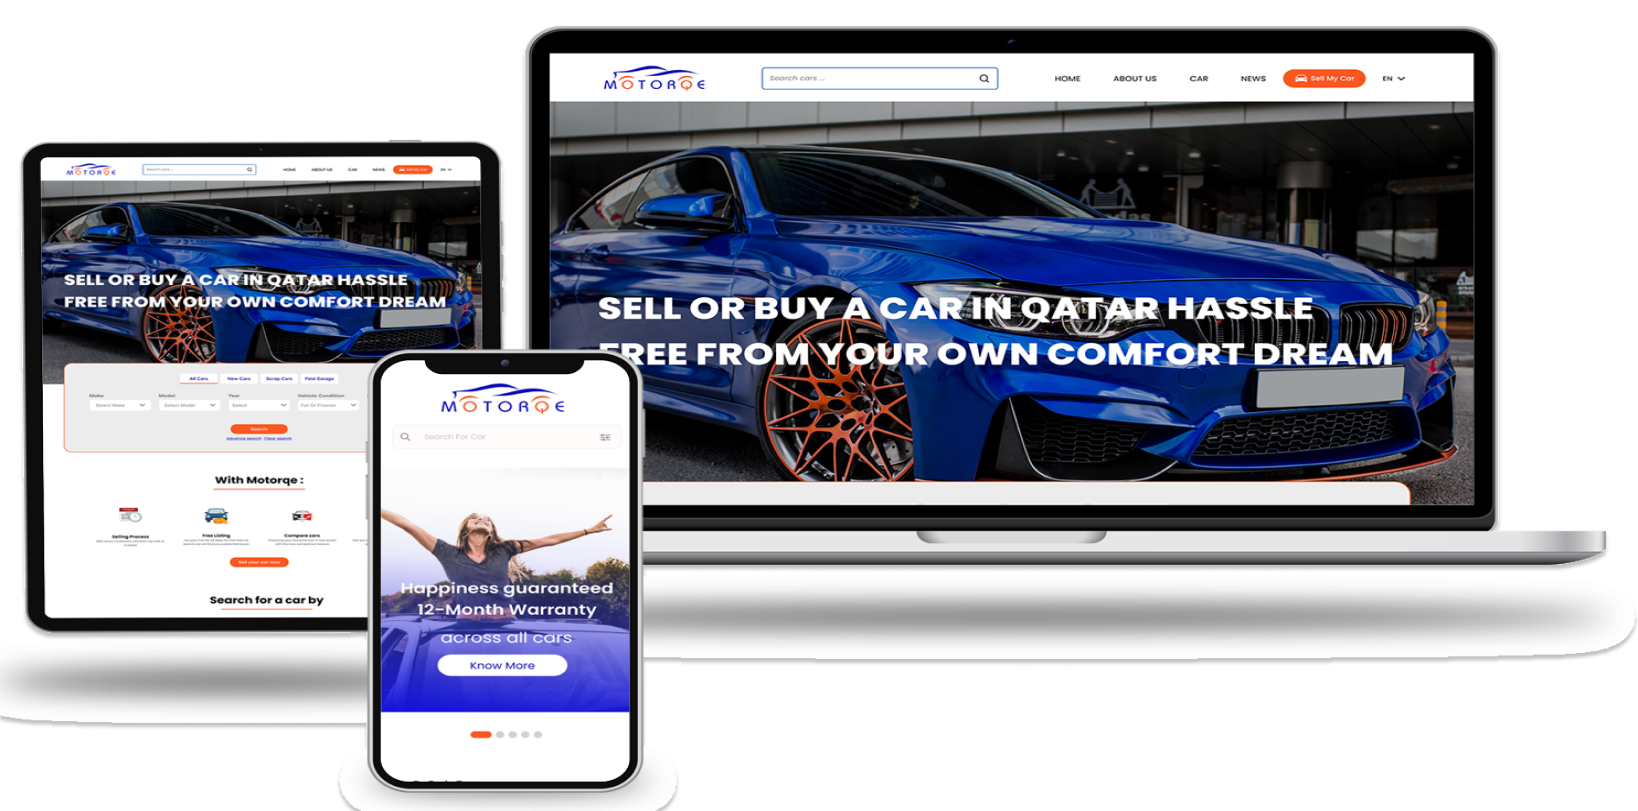 MOTORQE
Search cars ...
HOME ABOUT US CAR NEWS Sell My Car EN
SELL OR BUY A CAR IN QATAR HASSLE
FREE FROM YOUR OWN COMFORT DREAM
MOTORQE
Search cars ...
HOME ABOUT US CAR NEWS Sell My Car EN
SELL OR BUY A CAR IN QATAR HASSLE
FREE FROM YOUR OWN COMFORT DREAM
All Cars New Cars Scrap Cars Find Garage
Make Model Year Vehicle Condition
Select Make Select Model Select Full Or Finance
Search
Advance search Clear search
With Motorqe :
Selling Process Free Listing Compare cars
Sell your car now
Search for a car by
MOTORQE
Search For Car
Happiness guaranteed
12-Month Warranty
across all cars
Know More